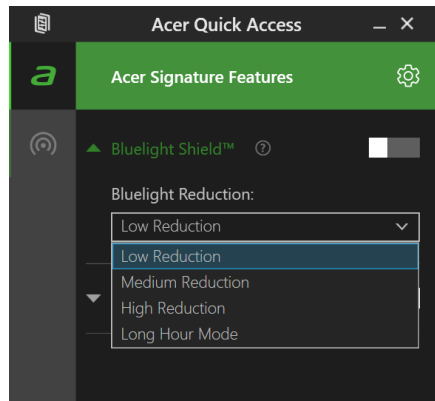 Acer Quick Access
a
Acer Signature Features
Bluelight Shield™ ?
Bluelight Reduction:
Low Reduction
Low Reduction
Medium Reduction
High Reduction
Long Hour Mode